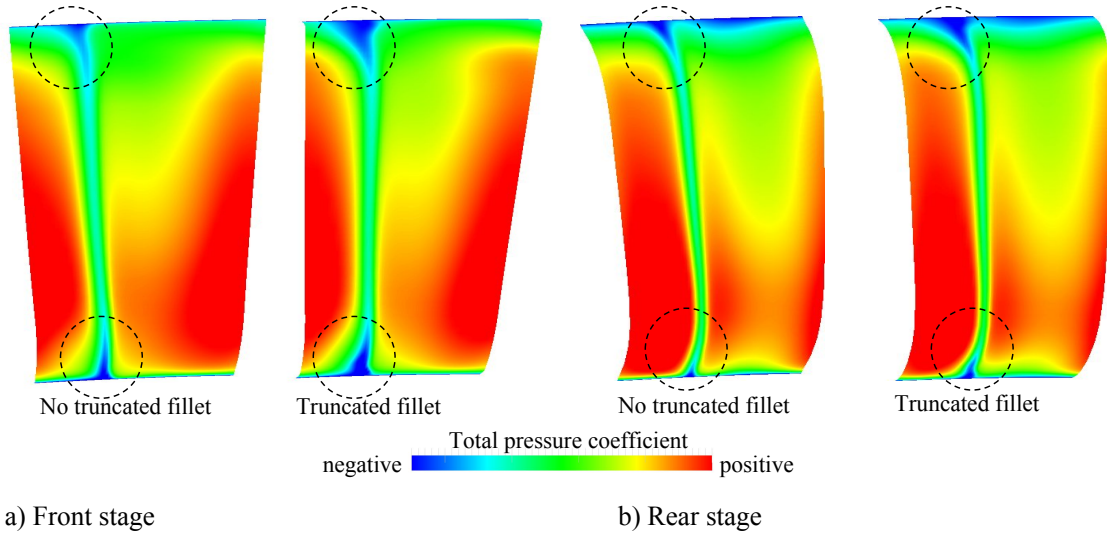 No truncated fillet
Truncated fillet
No truncated fillet
Truncated fillet
Total pressure coefficient
negative
positive
a) Front stage
b) Rear stage